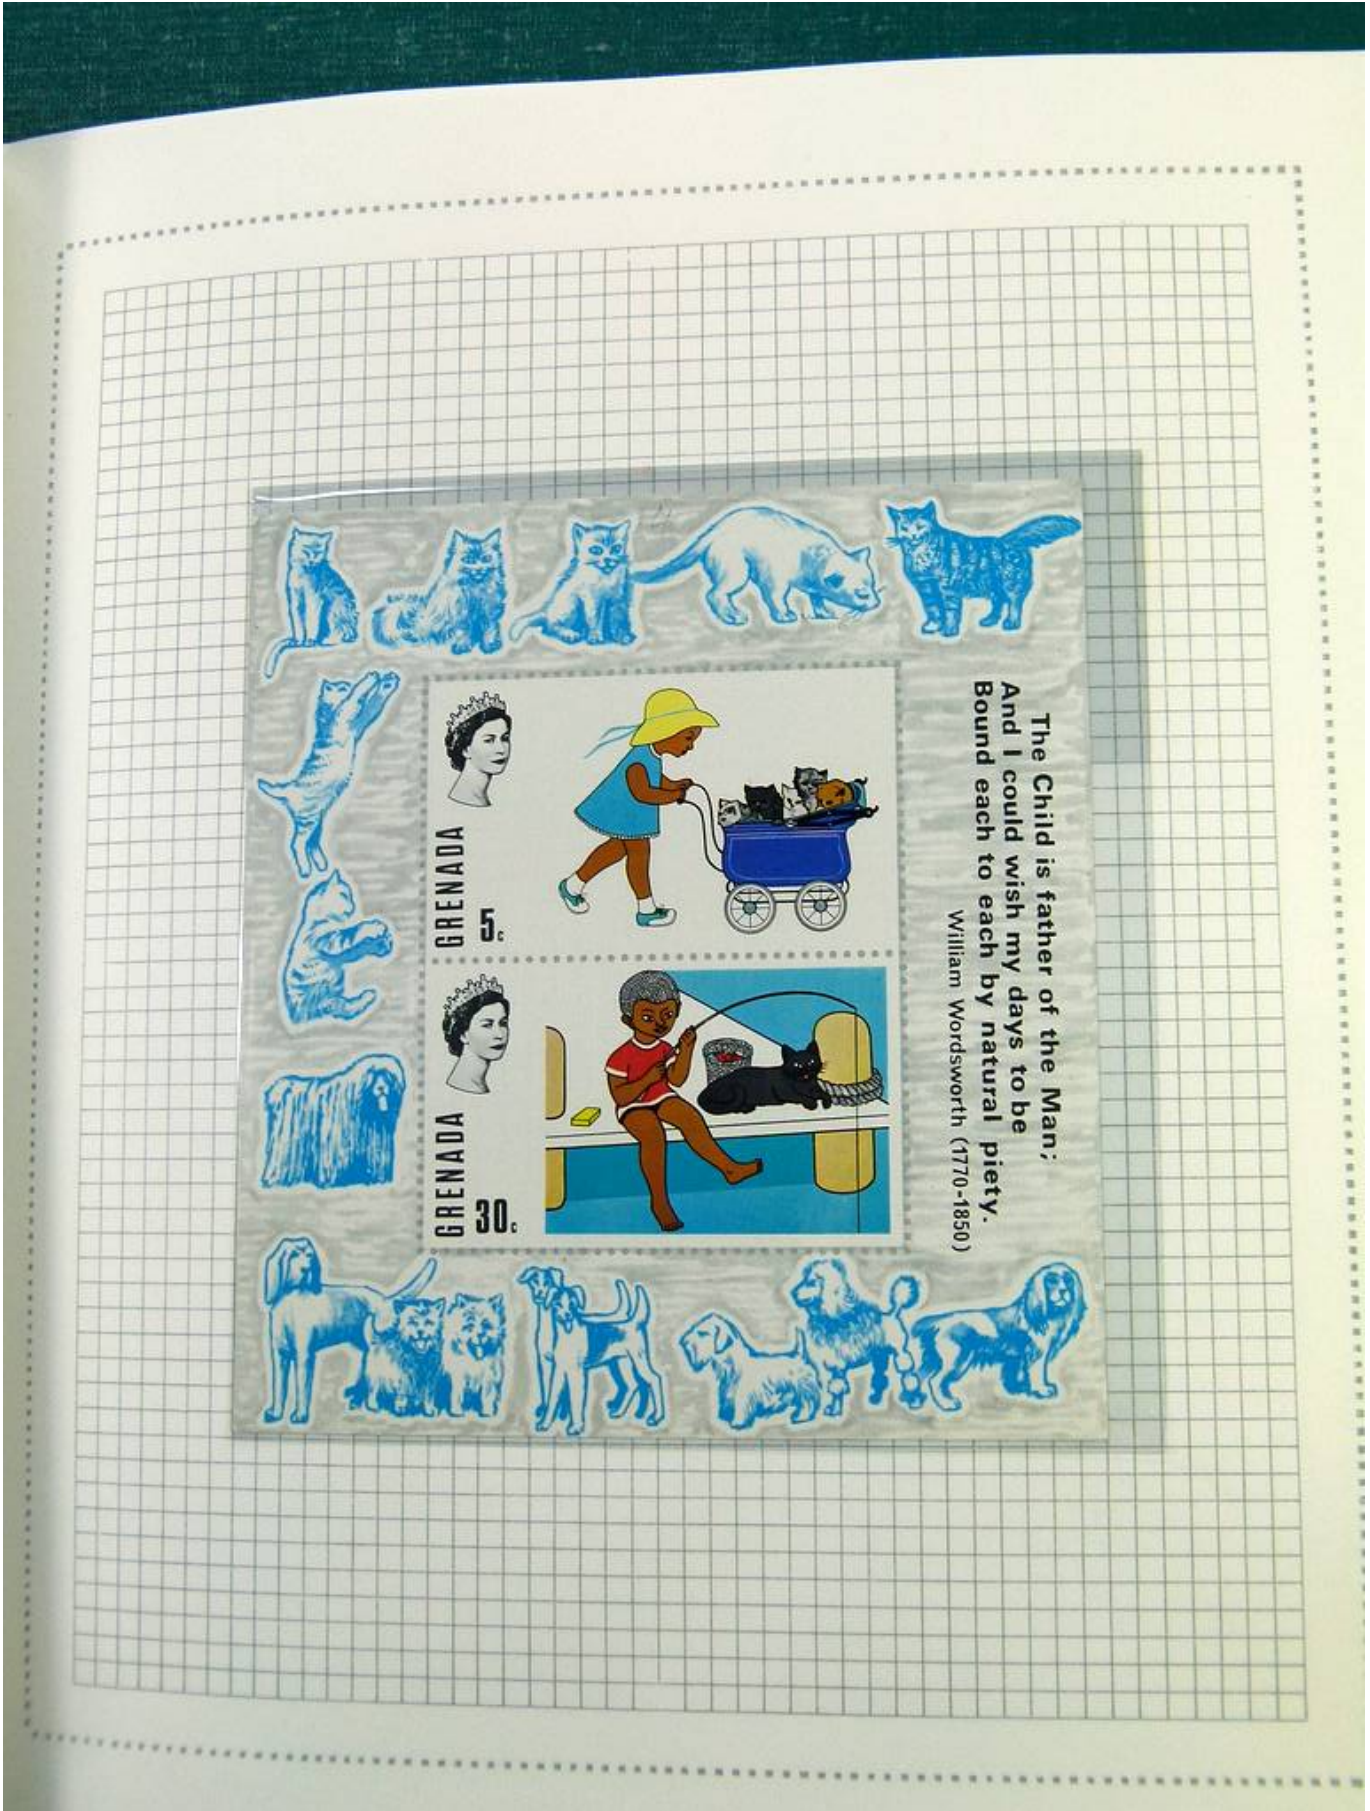 The Child is father of the Man;
And I could wish my days to be
Bound each to each by natural piety.
William Wordsworth (1770-1850)
GRENADA
5c
GRENADA
30c